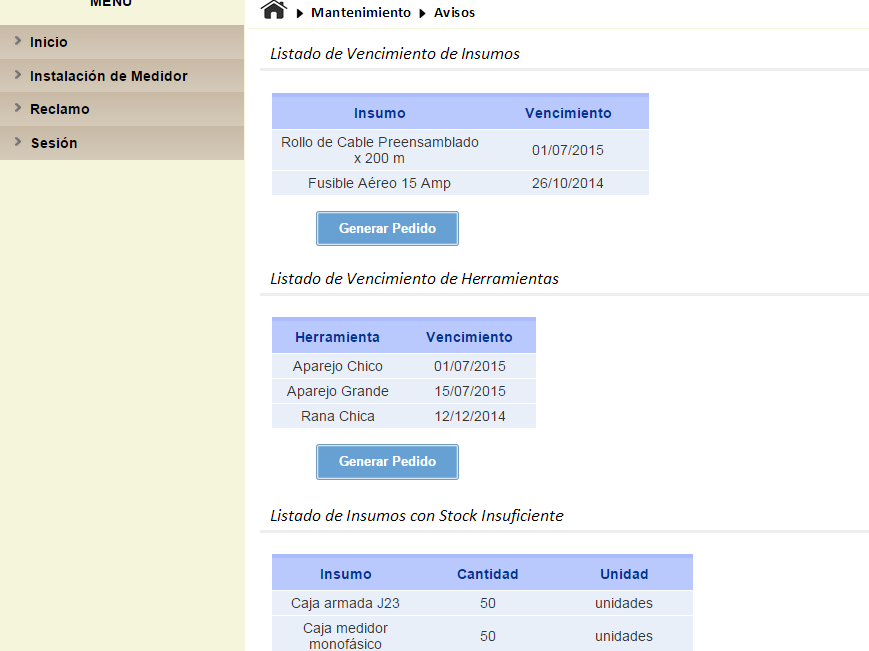 MENU
Inicio
Instalación de Medidor
Reclamo
Sesión
Mantenimiento Avisos
Listado de Vencimiento de Insumos
Insumo Vencimiento
Rollo de Cable Preensamblado
x 200 m 01/07/2015
Fusible Aéreo 15 Amp 26/10/2014
Generar Pedido
Listado de Vencimiento de Herramientas
Herramienta Vencimiento
Aparejo Chico 01/07/2015
Aparejo Grande 15/07/2015
Rana Chica 12/12/2014
Generar Pedido
Listado de Insumos con Stock Insuficiente
Insumo Cantidad Unidad
Caja armada J23 50 unidades
Caja medidor
monofásico 50 unidades